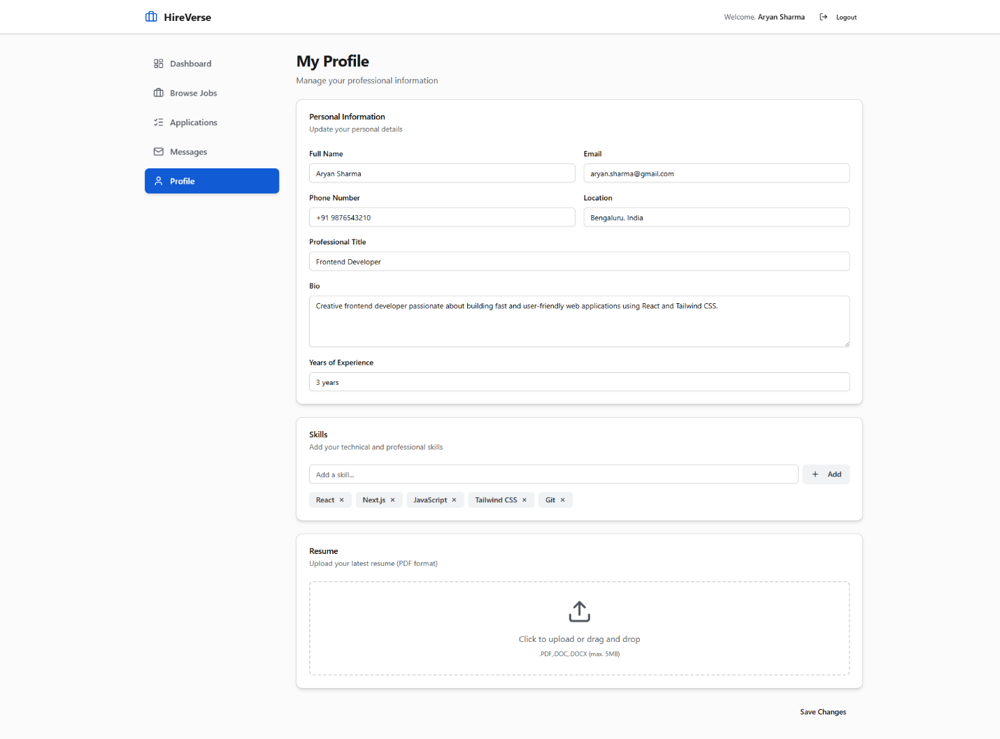 HireVerse
Welcome, Aryan Sharma
Logout
Dashboard
Browse Jobs
Applications
Messages
Profile
My Profile
Manage your professional information
Personal Information
Update your personal details
Full Name
Aryan Sharma
Email
aryan.sharma@gmail.com
Phone Number
+91 9876543210
Location
Bengaluru, India
Professional Title
Frontend Developer
Bio
Creative frontend developer passionate about building fast and user-friendly web applications using React and Tailwind CSS.
Years of Experience
3 years
Skills
Add your technical and professional skills
Add a skill...
+ Add
React ×
Next.js ×
JavaScript ×
Tailwind CSS ×
Git ×
Resume
Upload your latest resume (PDF format)
Click to upload or drag and drop
.PDF,.DOC,.DOCX (max. 5MB)
Save Changes